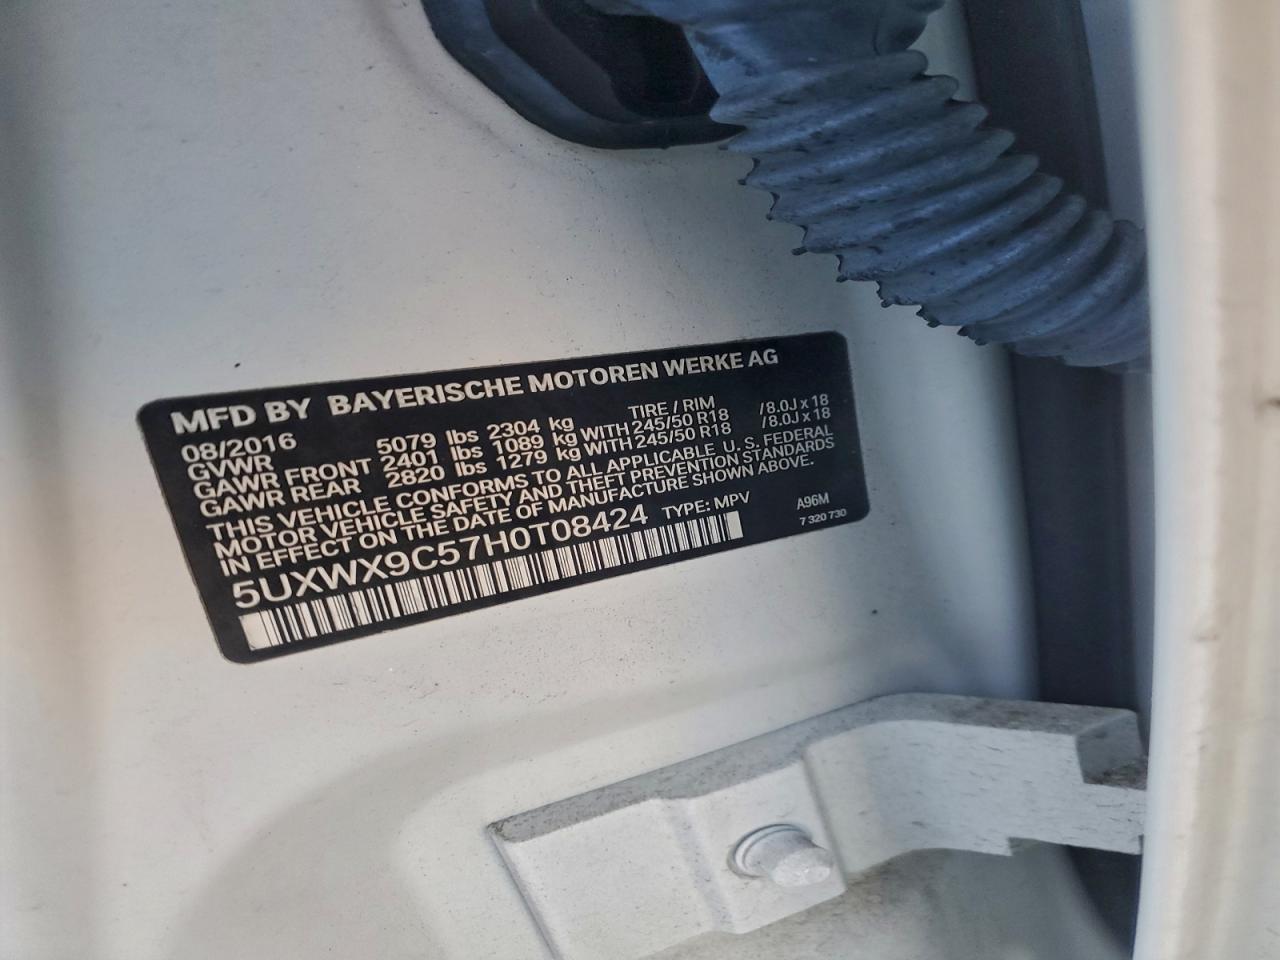 MFD BY BAYERISCHE MOTOREN WERKE AG
08/2016 TIRE / RIM
GVWR 5079 lbs 2304 kg
GAWR FRONT 2401 lbs 1089 kg WITH 245/50 R18 /8.0J x 18
GAWR REAR 2820 lbs 1279 kg WITH 245/50 R18 /8.0J x 18
THIS VEHICLE CONFORMS TO ALL APPLICABLE U. S. FEDERAL
MOTOR VEHICLE SAFETY AND THEFT PREVENTION STANDARDS
IN EFFECT ON THE DATE OF MANUFACTURE SHOWN ABOVE.
5UXWX9C57H0T08424 TYPE: MPV A96M
7 320 730